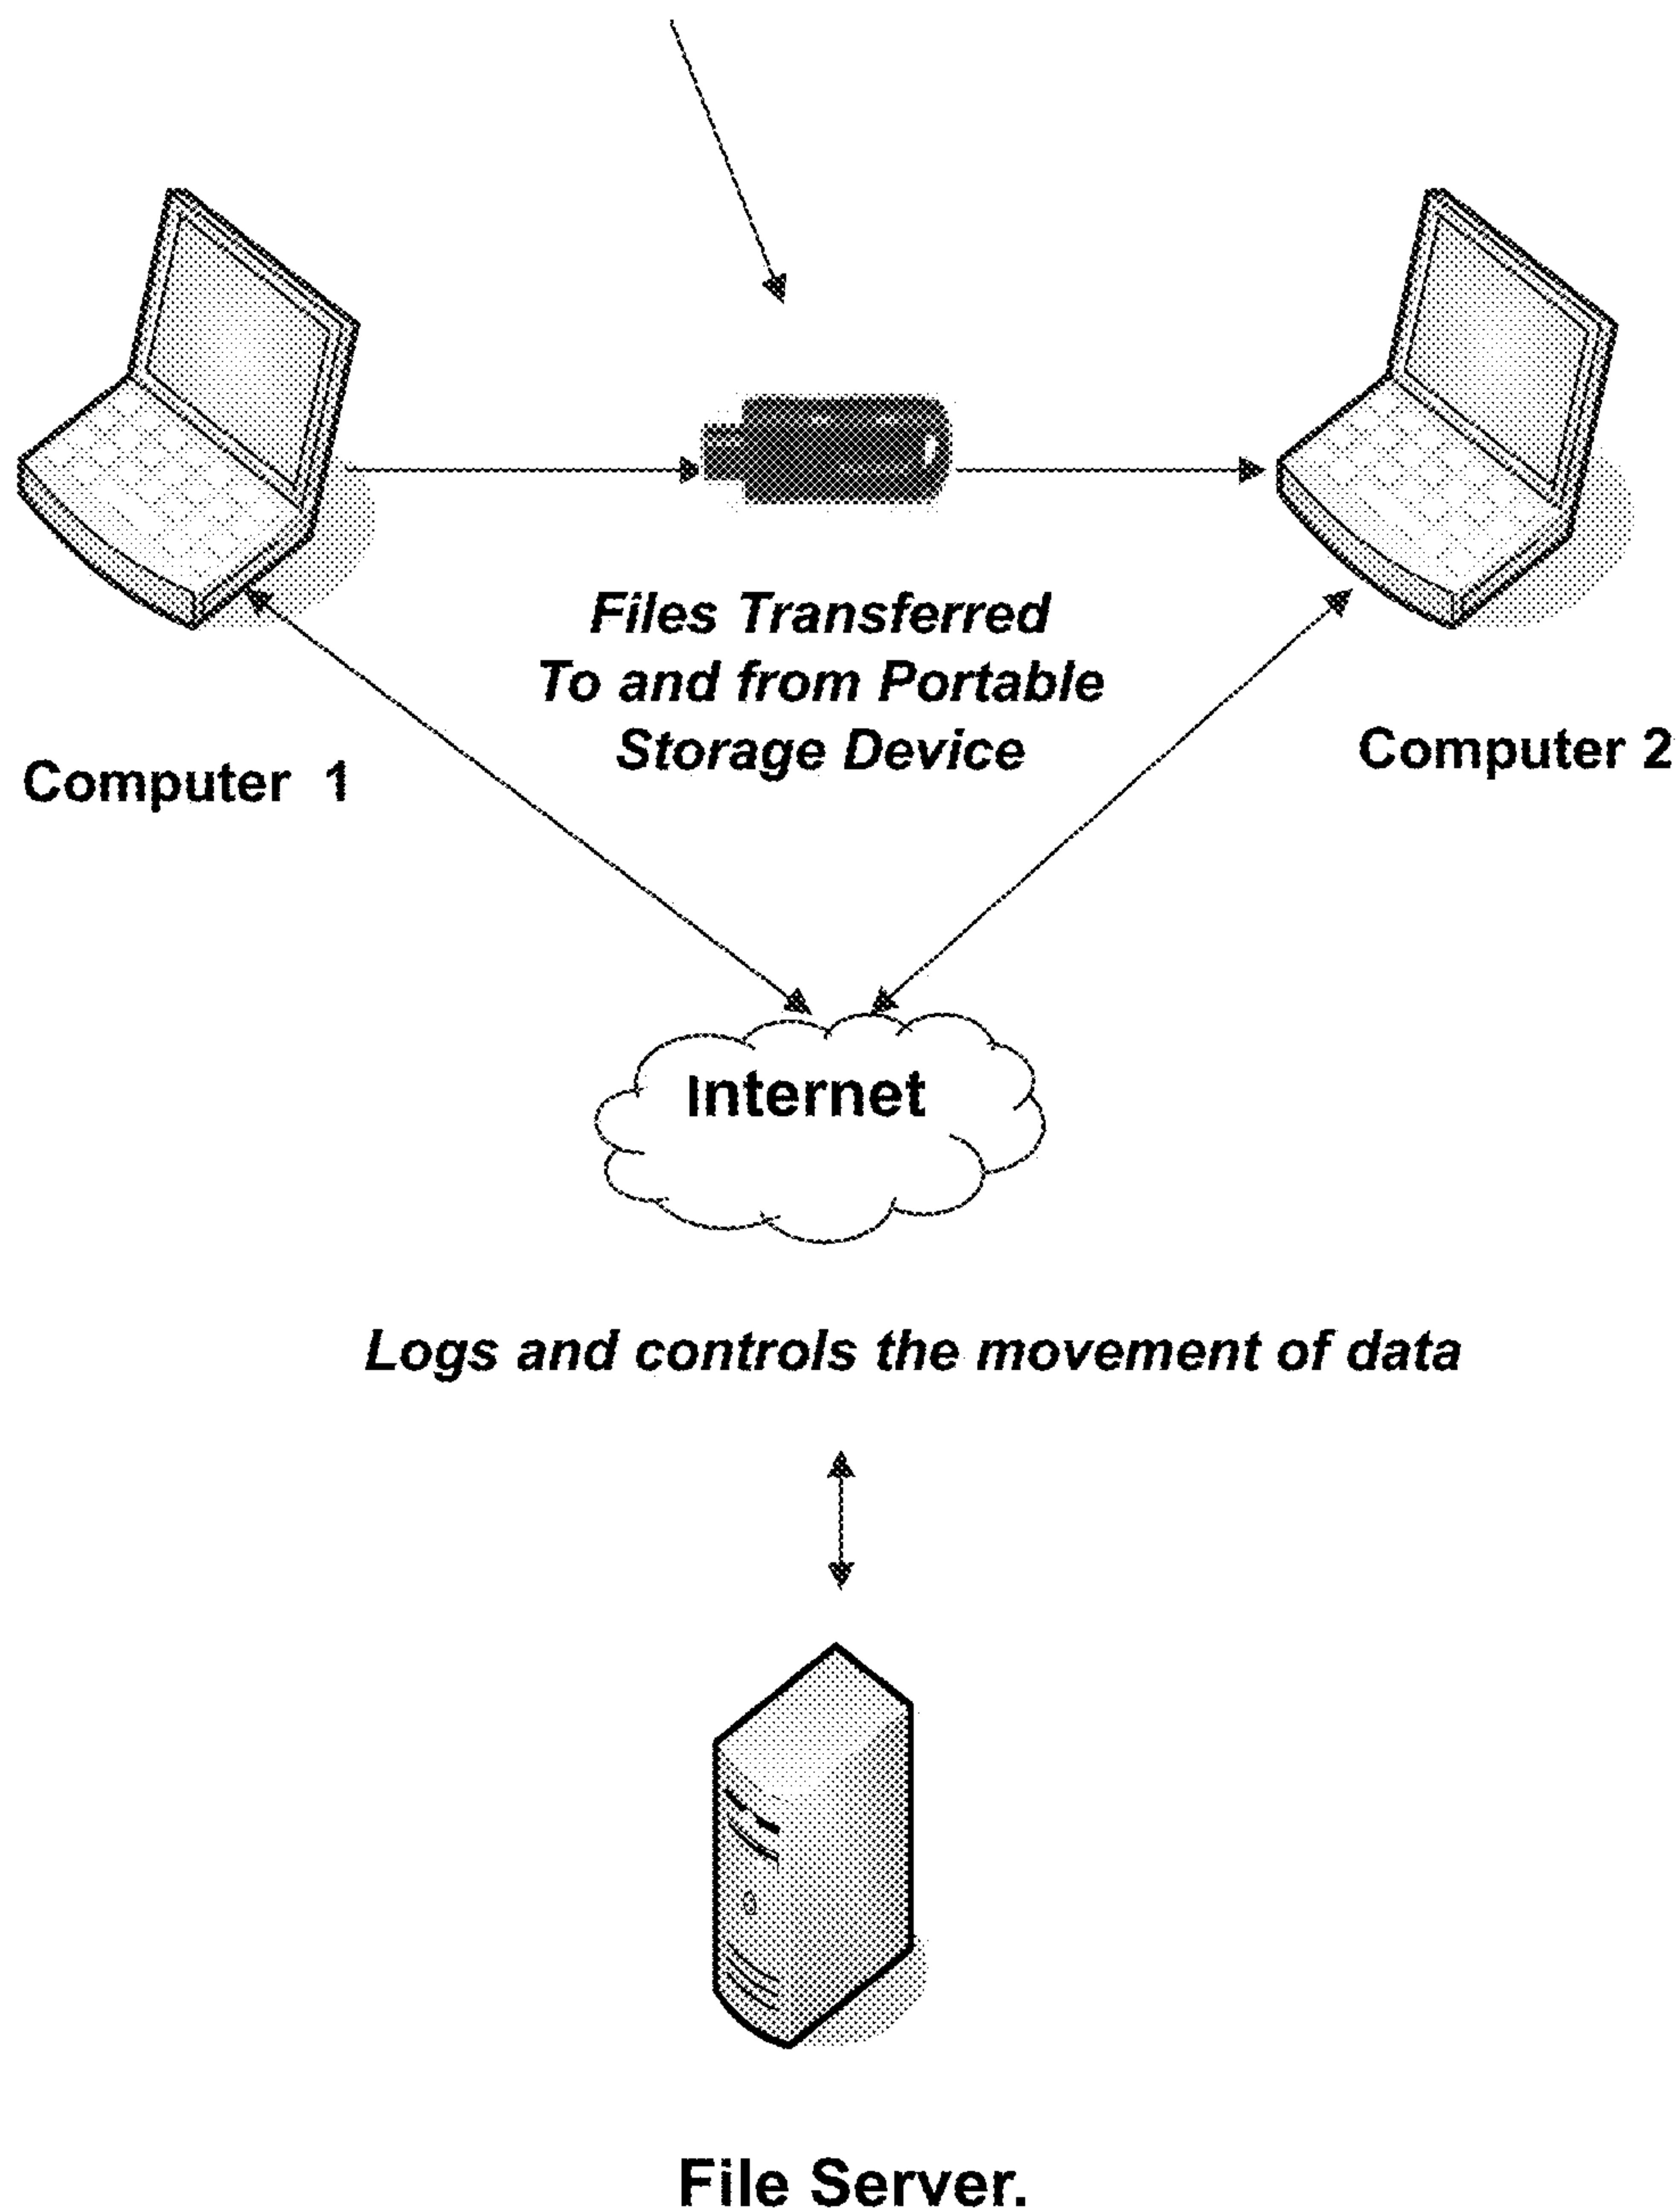 Files Transferred
To and from Portable
Storage Device
Computer 1
Computer 2
Internet
Logs and controls the movement of data
File Server.